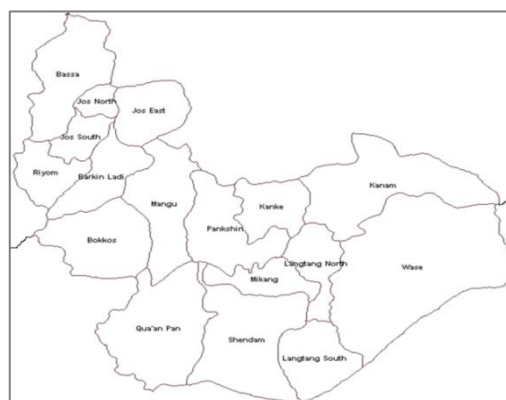 Bassa
Jos North
Jos East
Jos South
Riyom
Barkin Ladi
Kanam
Mangu
Kanke
Pankshin
Bokkos
Langtang North
Wase
Mikang
Qua'an Pan
Shendam
Langtang South